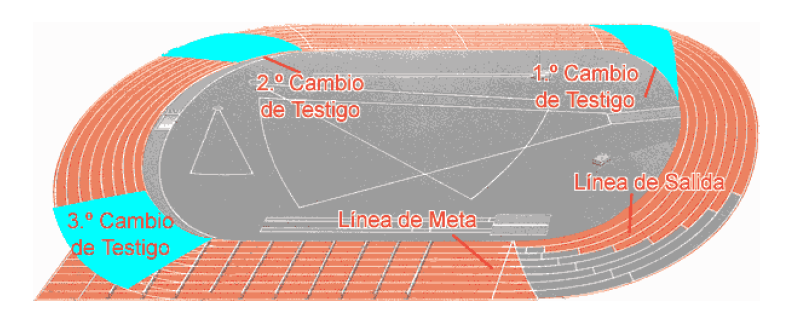 2.º Cambio
de Testigo
1.º Cambio
de Testigo
Línea de Salida
3.º Cambio
de Testigo
Línea de Meta